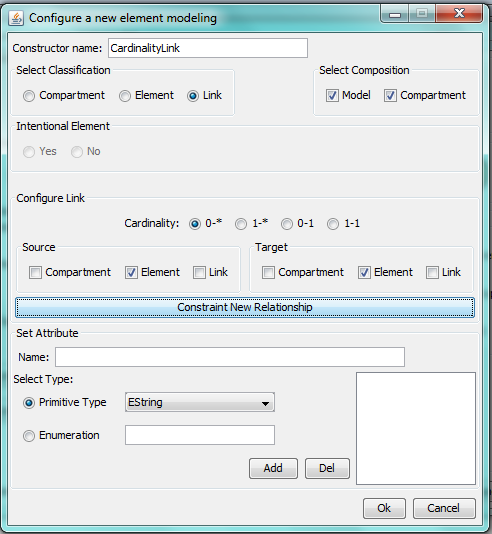 Configure a new element modeling
Constructor name: CardinalityLink
Select Classification
Select Composition
Compartment Element Link
Model Compartment
Intentional Element
Yes No
Configure Link
Cardinality: 0-* 1-* 0-1 1-1
Source
Target
Compartment Element Link
Compartment Element Link
Constraint New Relationship
Set Attribute
Name:
Select Type:
Primitive Type EString
Enumeration
Add Del
Ok Cancel